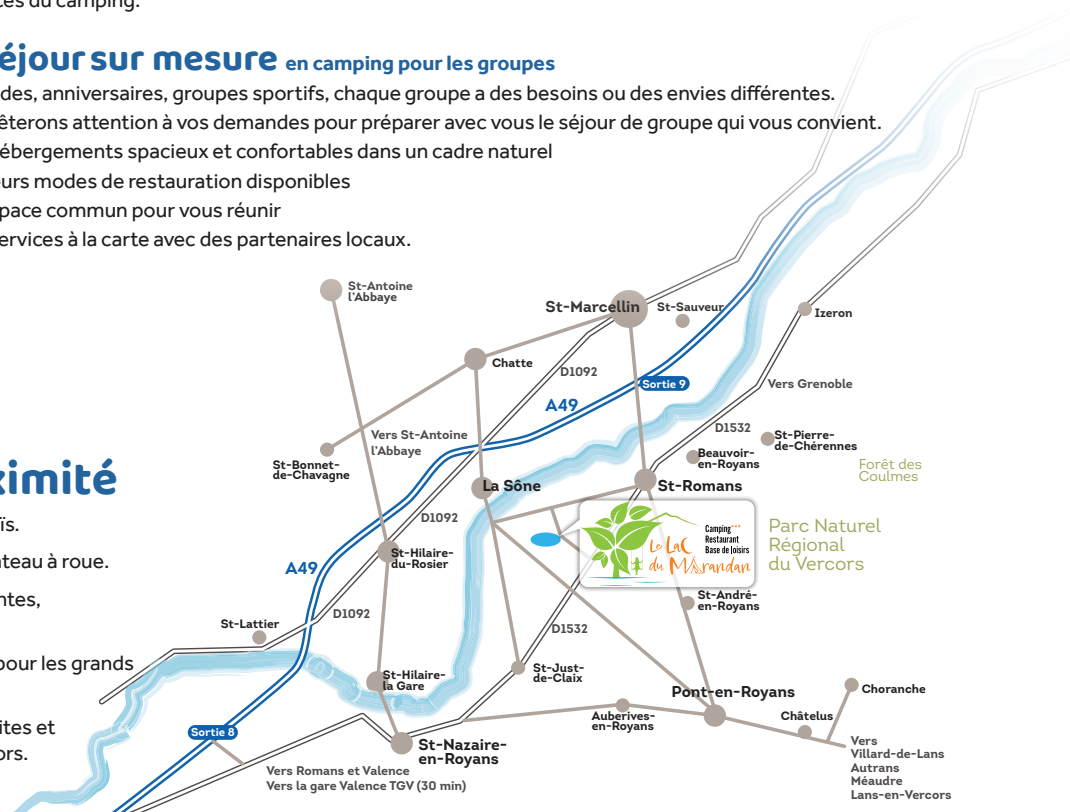 ces du camping.
éjour sur mesure en camping pour les groupes
des, anniversaires, groupes sportifs, chaque groupe a des besoins ou des envies différentes.
êterons attention à vos demandes pour préparer avec vous le séjour de groupe qui vous convient.
ébergements spacieux et confortables dans un cadre naturel
urs modes de restauration disponibles
pace commun pour vous réunir
ervices à la carte avec des partenaires locaux.
St-Antoine
l'Abbaye
St-Marcellin
St-Sauveur
Izeron
Chatte
D1092
Sortie 9
Vers Grenoble
A49
D1532
Vers St-Antoine
l'Abbaye
St-Pierre-
de-Chérennes
Beauvoir-
en-Royans
St-Bonnet-
de-Chavagne
Forêt des
Coulmes
ximité
La Sône
St-Romans
ïs.
D1092
Camping***
Restaurant
Base de loisirs
Le Lac
du Marandan
Parc Naturel
Régional
du Vercors
âteau à roue.
St-Hilaire-
du-Rosier
A49
ntes,
St-André-
en-Royans
D1092
St-Lattier
D1532
pour les grands
St-Just-
de-Claix
St-Hilaire-
la Gare
Pont-en-Royans
Choranche
Auberives-
en-Royans
Châtelus
ites et
ors.
Sortie 8
St-Nazaire-
en-Royans
Vers
Villard-de-Lans
Autrans
Méaudre
Lans-en-Vercors
Vers Romans et Valence
Vers la gare Valence TGV (30 min)